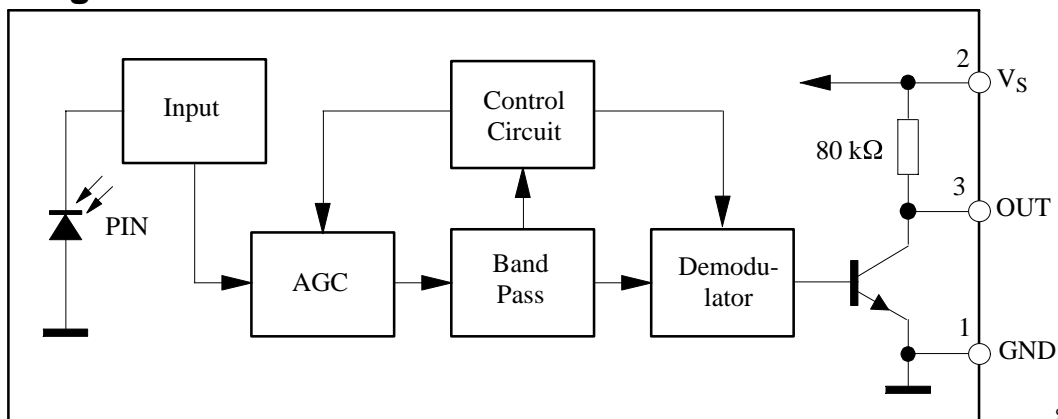 Input
Control
Circuit
2
V_S
80 kΩ
3
OUT
PIN
AGC
Band
Pass
Demodu-
lator
1
GND